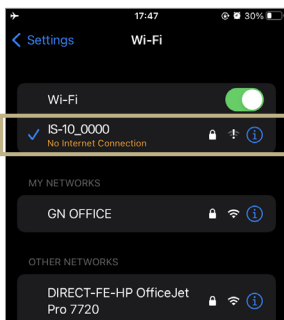 17:47
30%
Settings
Wi-Fi
Wi-Fi
IS-10_0000
No Internet Connection
MY NETWORKS
GN OFFICE
OTHER NETWORKS
DIRECT-FE-HP OfficeJet
Pro 7720